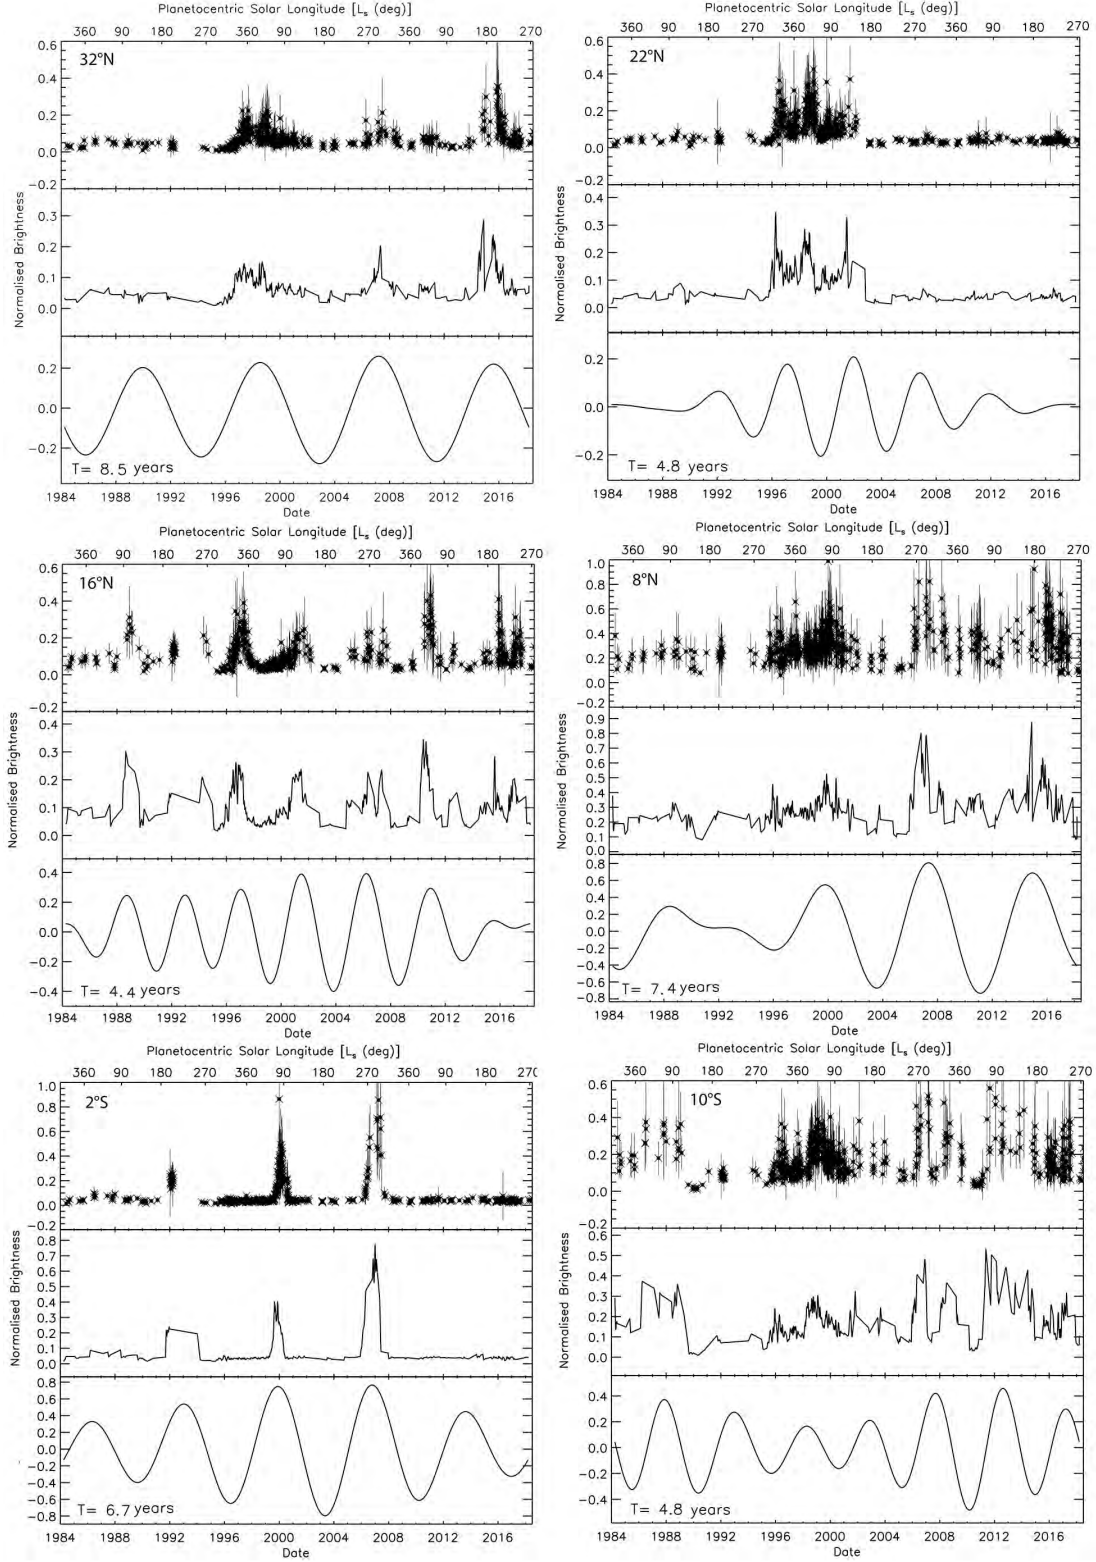 Planetocentric Solar Longitude [Ls (deg)]
360 90 180 270 360 90 180 270 360 90 180 270
32°N
0.6
0.4
0.2
0.0
−0.2
Normalised Brightness
0.3
0.2
0.1
0.0
0.2
0.0
−0.2
T= 8.5 years
1984 1988 1992 1996 2000 2004 2008 2012 2016
Date
Planetocentric Solar Longitude [Ls (deg)]
360 90 180 270 360 90 180 270 360 90 180 270
22°N
0.6
0.4
0.2
0.0
−0.2
Normalised Brightness
0.4
0.3
0.2
0.1
0.0
0.2
0.0
−0.2
T= 4.8 years
1984 1988 1992 1996 2000 2004 2008 2012 2016
Date
Planetocentric Solar Longitude [Ls (deg)]
360 90 180 270 360 90 180 270 360 90 180 270
16°N
0.6
0.4
0.2
0.0
−0.2
Normalised Brightness
0.4
0.3
0.2
0.1
0.0
0.4
0.2
0.0
−0.2
−0.4
T= 4.4 years
1984 1988 1992 1996 2000 2004 2008 2012 2016
Date
Planetocentric Solar Longitude [Ls (deg)]
360 90 180 270 360 90 180 270 360 90 180 270
8°N
1.0
0.8
0.6
0.4
0.2
0.0
−0.2
Normalised Brightness
0.9
0.8
0.7
0.6
0.5
0.4
0.3
0.2
0.1
0.0
0.8
0.6
0.4
0.2
0.0
−0.2
−0.4
−0.6
−0.8
T= 7.4 years
1984 1988 1992 1996 2000 2004 2008 2012 2016
Date
Planetocentric Solar Longitude [Ls (deg)]
360 90 180 270 360 90 180 270 360 90 180 270
2°S
1.0
0.8
0.6
0.4
0.2
0.0
−0.2
Normalised Brightness
0.8
0.7
0.6
0.5
0.4
0.3
0.2
0.1
0.0
0.8
0.6
0.4
0.2
0.0
−0.2
−0.4
−0.6
−0.8
T= 6.7 years
1984 1988 1992 1996 2000 2004 2008 2012 2016
Date
Planetocentric Solar Longitude [Ls (deg)]
360 90 180 270 360 90 180 270 360 90 180 270
10°S
0.6
0.4
0.2
0.0
−0.2
Normalised Brightness
0.6
0.5
0.4
0.3
0.2
0.1
0.0
0.4
0.2
0.0
−0.2
−0.4
T= 4.8 years
1984 1988 1992 1996 2000 2004 2008 2012 2016
Date